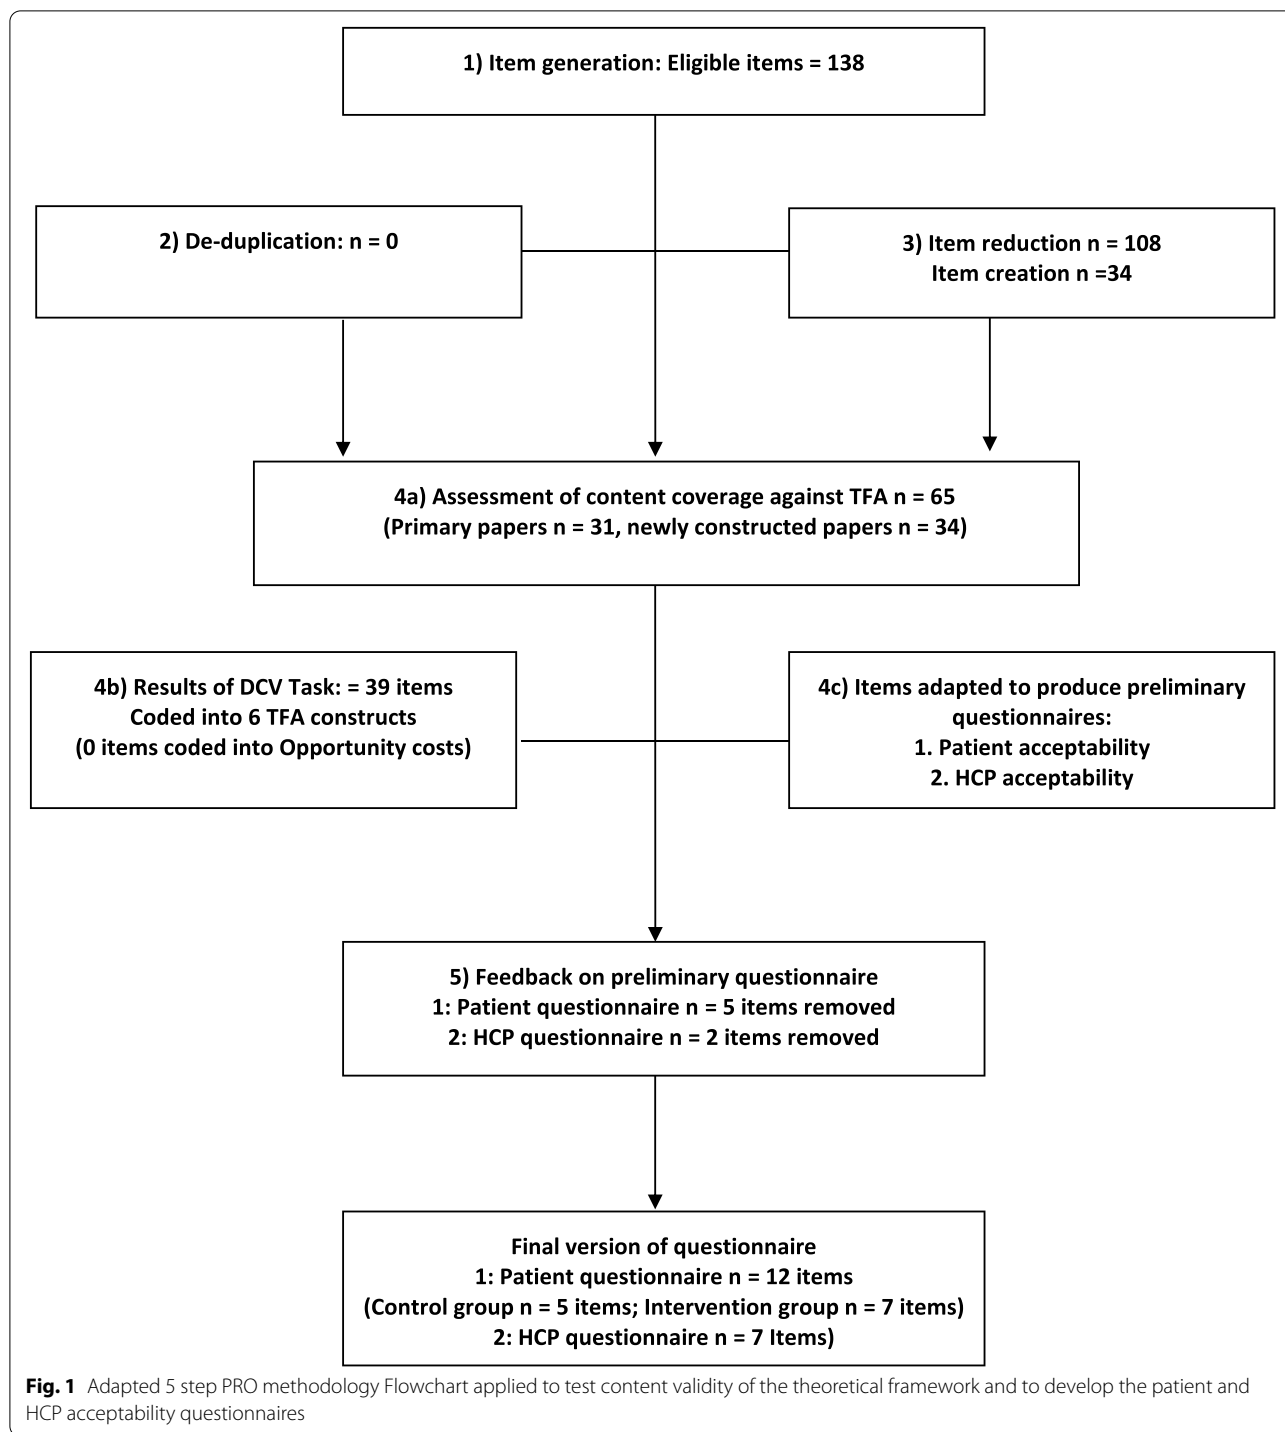 1) Item generation: Eligible items = 138
2) De-duplication: n = 0
3) Item reduction n = 108
Item creation n =34
4a) Assessment of content coverage against TFA n = 65
(Primary papers n = 31, newly constructed papers n = 34)
4b) Results of DCV Task: = 39 items
Coded into 6 TFA constructs
(0 items coded into Opportunity costs)
4c) Items adapted to produce preliminary
questionnaires:
1. Patient acceptability
2. HCP acceptability
5) Feedback on preliminary questionnaire
1: Patient questionnaire n = 5 items removed
2: HCP questionnaire n = 2 items removed
Final version of questionnaire
1: Patient questionnaire n = 12 items
(Control group n = 5 items; Intervention group n = 7 items)
2: HCP questionnaire n = 7 Items)
Fig. 1 Adapted 5 step PRO methodology Flowchart applied to test content validity of the theoretical framework and to develop the patient and
HCP acceptability questionnaires